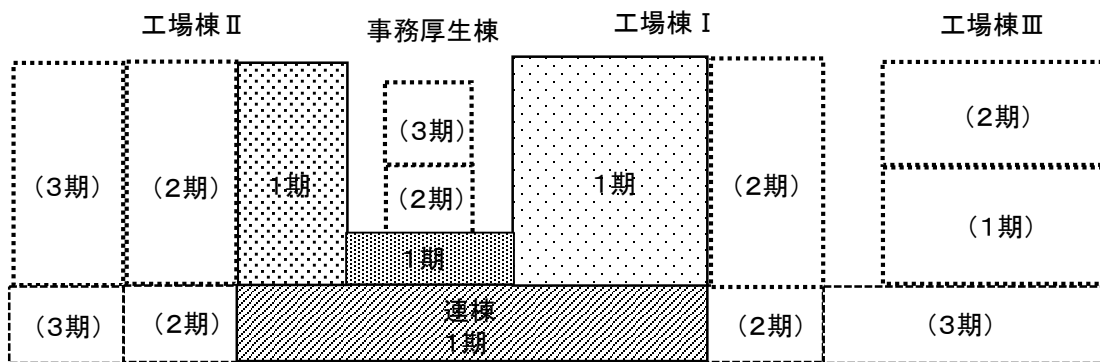 工場棟Ⅱ
事務厚生棟
工場棟Ⅰ
工場棟Ⅲ
(3期)
(2期)
1期
(3期)
(2期)
1期
1期
(2期)
(2期)
(1期)
(3期)
(2期)
連棟
1期
(2期)
(3期)